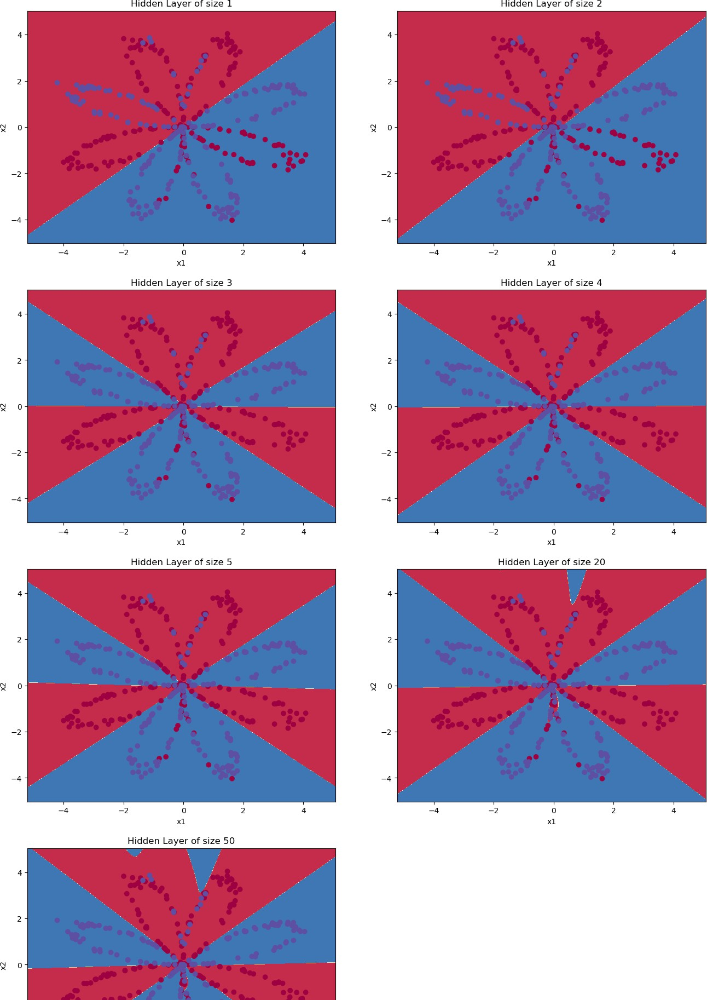 Hidden Layer of size 1
Hidden Layer of size 2
4
2
0
−2
−4
x2
−4 −2 0 2 4
x1
4
2
0
−2
−4
x2
−4 −2 0 2 4
x1
Hidden Layer of size 3
Hidden Layer of size 4
4
2
0
−2
−4
x2
−4 −2 0 2 4
x1
4
2
0
−2
−4
x2
−4 −2 0 2 4
x1
Hidden Layer of size 5
Hidden Layer of size 20
4
2
0
−2
−4
x2
−4 −2 0 2 4
x1
4
2
0
−2
−4
x2
−4 −2 0 2 4
x1
Hidden Layer of size 50
4
2
0
x2